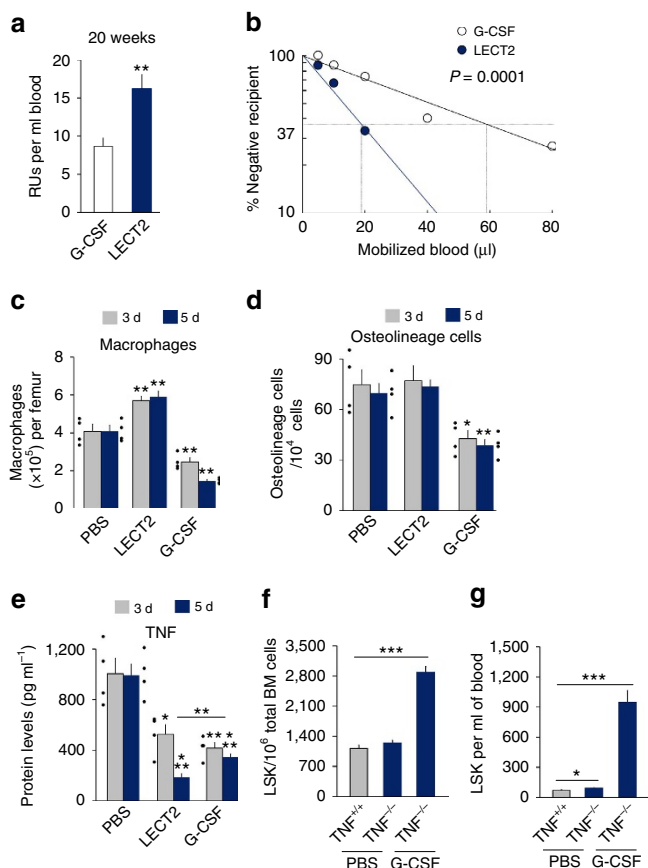 a
20 weeks
RUs per ml blood
20
15
10
5
0
**
G-CSF
LECT2
b
G-CSF
LECT2
P = 0.0001
% Negative recipient
100
37
10
0
20
40
60
80
Mobilized blood (µl)
c
3 d
5 d
Macrophages
Macrophages
(×10⁵) per femur
8
6
4
2
0
** **
**
**
PBS
LECT2
G-CSF
d
3 d
5 d
Osteolineage cells
Osteolineage cells
/10⁴ cells
90
60
30
0
*
**
PBS
LECT2
G-CSF
e
3 d
5 d
TNF
Protein levels (pg ml⁻¹)
1,200
800
400
0
*
*
**
**
**
*
**
PBS
LECT2
G-CSF
f
LSK/10⁶ total BM cells
3,500
2,800
2,100
1,400
700
0
***
TNF⁺/⁺
TNF⁻/⁻
TNF⁻/⁻
PBS
G-CSF
g
LSK per ml of blood
1,500
1,200
900
600
300
0
***
*
TNF⁺/⁺
TNF⁻/⁻
TNF⁻/⁻
PBS
G-CSF